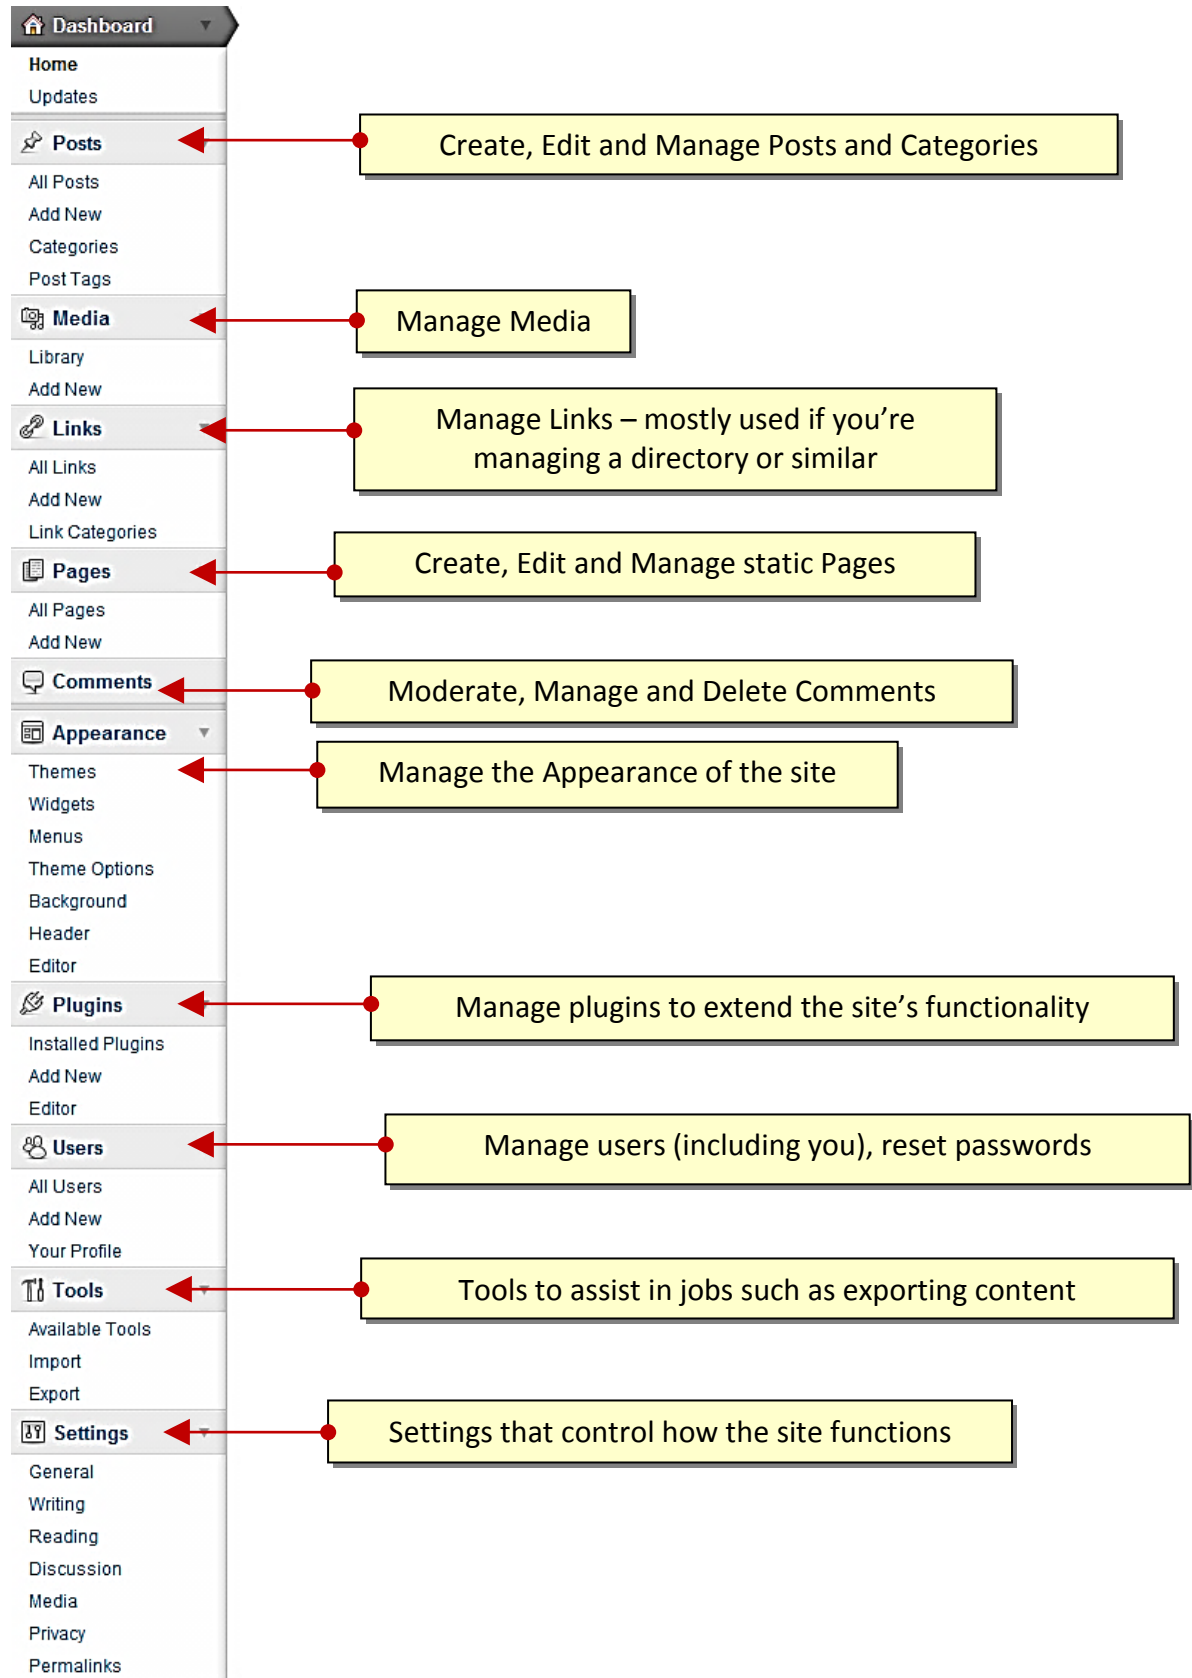 Dashboard
Home
Updates
Posts
Create, Edit and Manage Posts and Categories
All Posts
Add New
Categories
Post Tags
Media
Manage Media
Library
Add New
Links
Manage Links – mostly used if you’re
managing a directory or similar
All Links
Add New
Link Categories
Pages
Create, Edit and Manage static Pages
All Pages
Add New
Comments
Moderate, Manage and Delete Comments
Appearance
Manage the Appearance of the site
Themes
Widgets
Menus
Theme Options
Background
Header
Editor
Plugins
Manage plugins to extend the site’s functionality
Installed Plugins
Add New
Editor
Users
Manage users (including you), reset passwords
All Users
Add New
Your Profile
Tools
Tools to assist in jobs such as exporting content
Available Tools
Import
Export
Settings
Settings that control how the site functions
General
Writing
Reading
Discussion
Media
Privacy
Permalinks